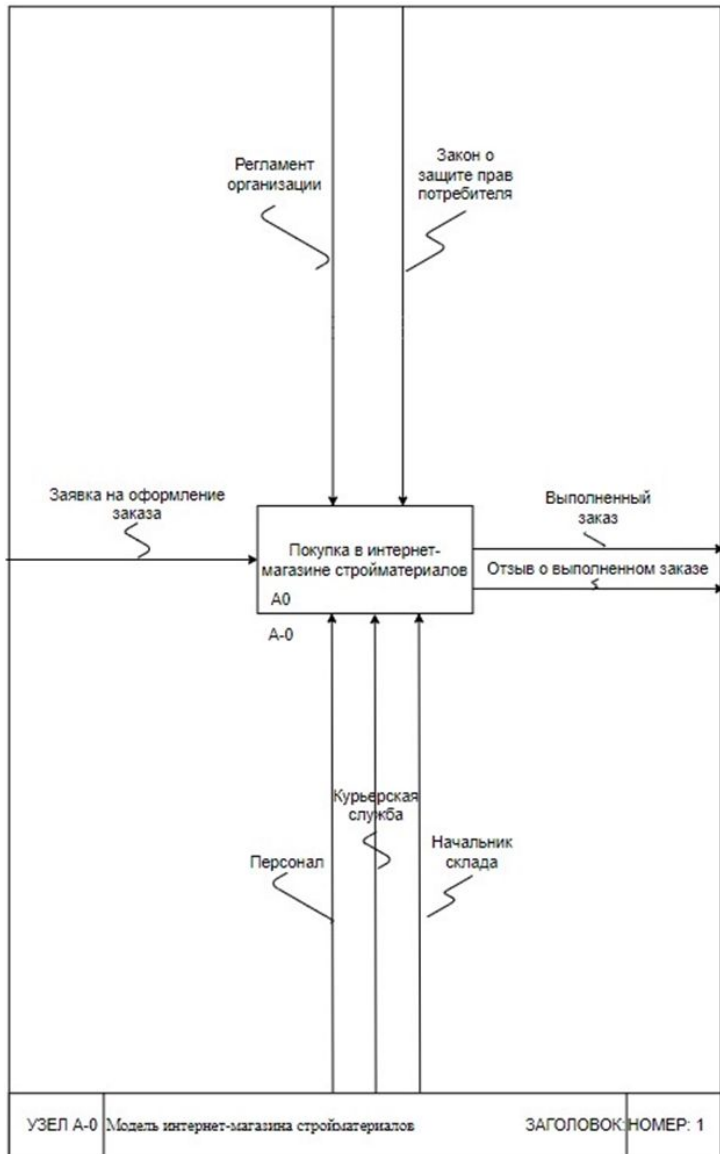 Регламент
организации
Закон о
защите прав
потребителя
Заявка на оформление
заказа
Выполненный
заказ
Покупка в интернет-
магазине стройматериалов
Отзыв о выполненном заказе
А0
А-0
Курьерская
служба
Персонал
Начальник
склада
УЗЕЛ А-0 Модель интернет-магазина стройматериалов ЗАГОЛОВОК: НОМЕР: 1